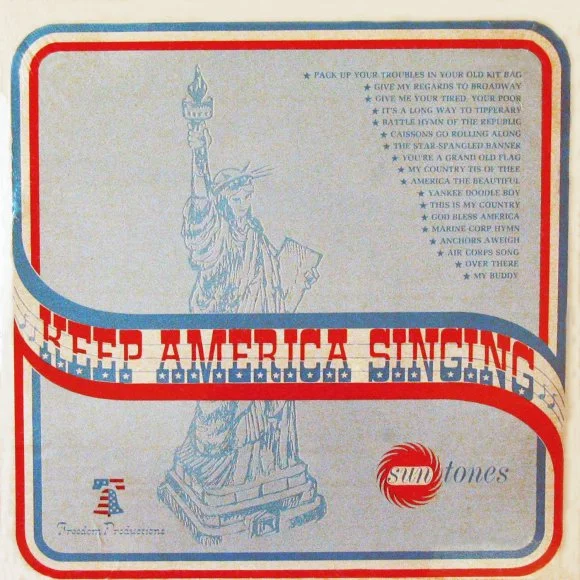 ★ PACK UP YOUR TROUBLES IN YOUR OLD KIT BAG
★ GIVE MY REGARDS TO BROADWAY
★ GIVE ME YOUR TIRED, YOUR POOR
★ IT'S A LONG WAY TO TIPPERARY
★ BATTLE HYMN OF THE REPUBLIC
★ CAISSONS GO ROLLING ALONG
★ THE STAR-SPANGLED BANNER
★ YOU'RE A GRAND OLD FLAG
★ MY COUNTRY TIS OF THEE
★ AMERICA THE BEAUTIFUL
★ YANKEE DOODLE BOY
★ THIS IS MY COUNTRY
★ GOD BLESS AMERICA
★ MARINE CORP HYMN
★ ANCHORS AWEIGH
★ AIR CORPS SONG
★ OVER THERE
★ MY BUDDY
KEEP AMERICA SINGING
sun tones
Freedom Productions